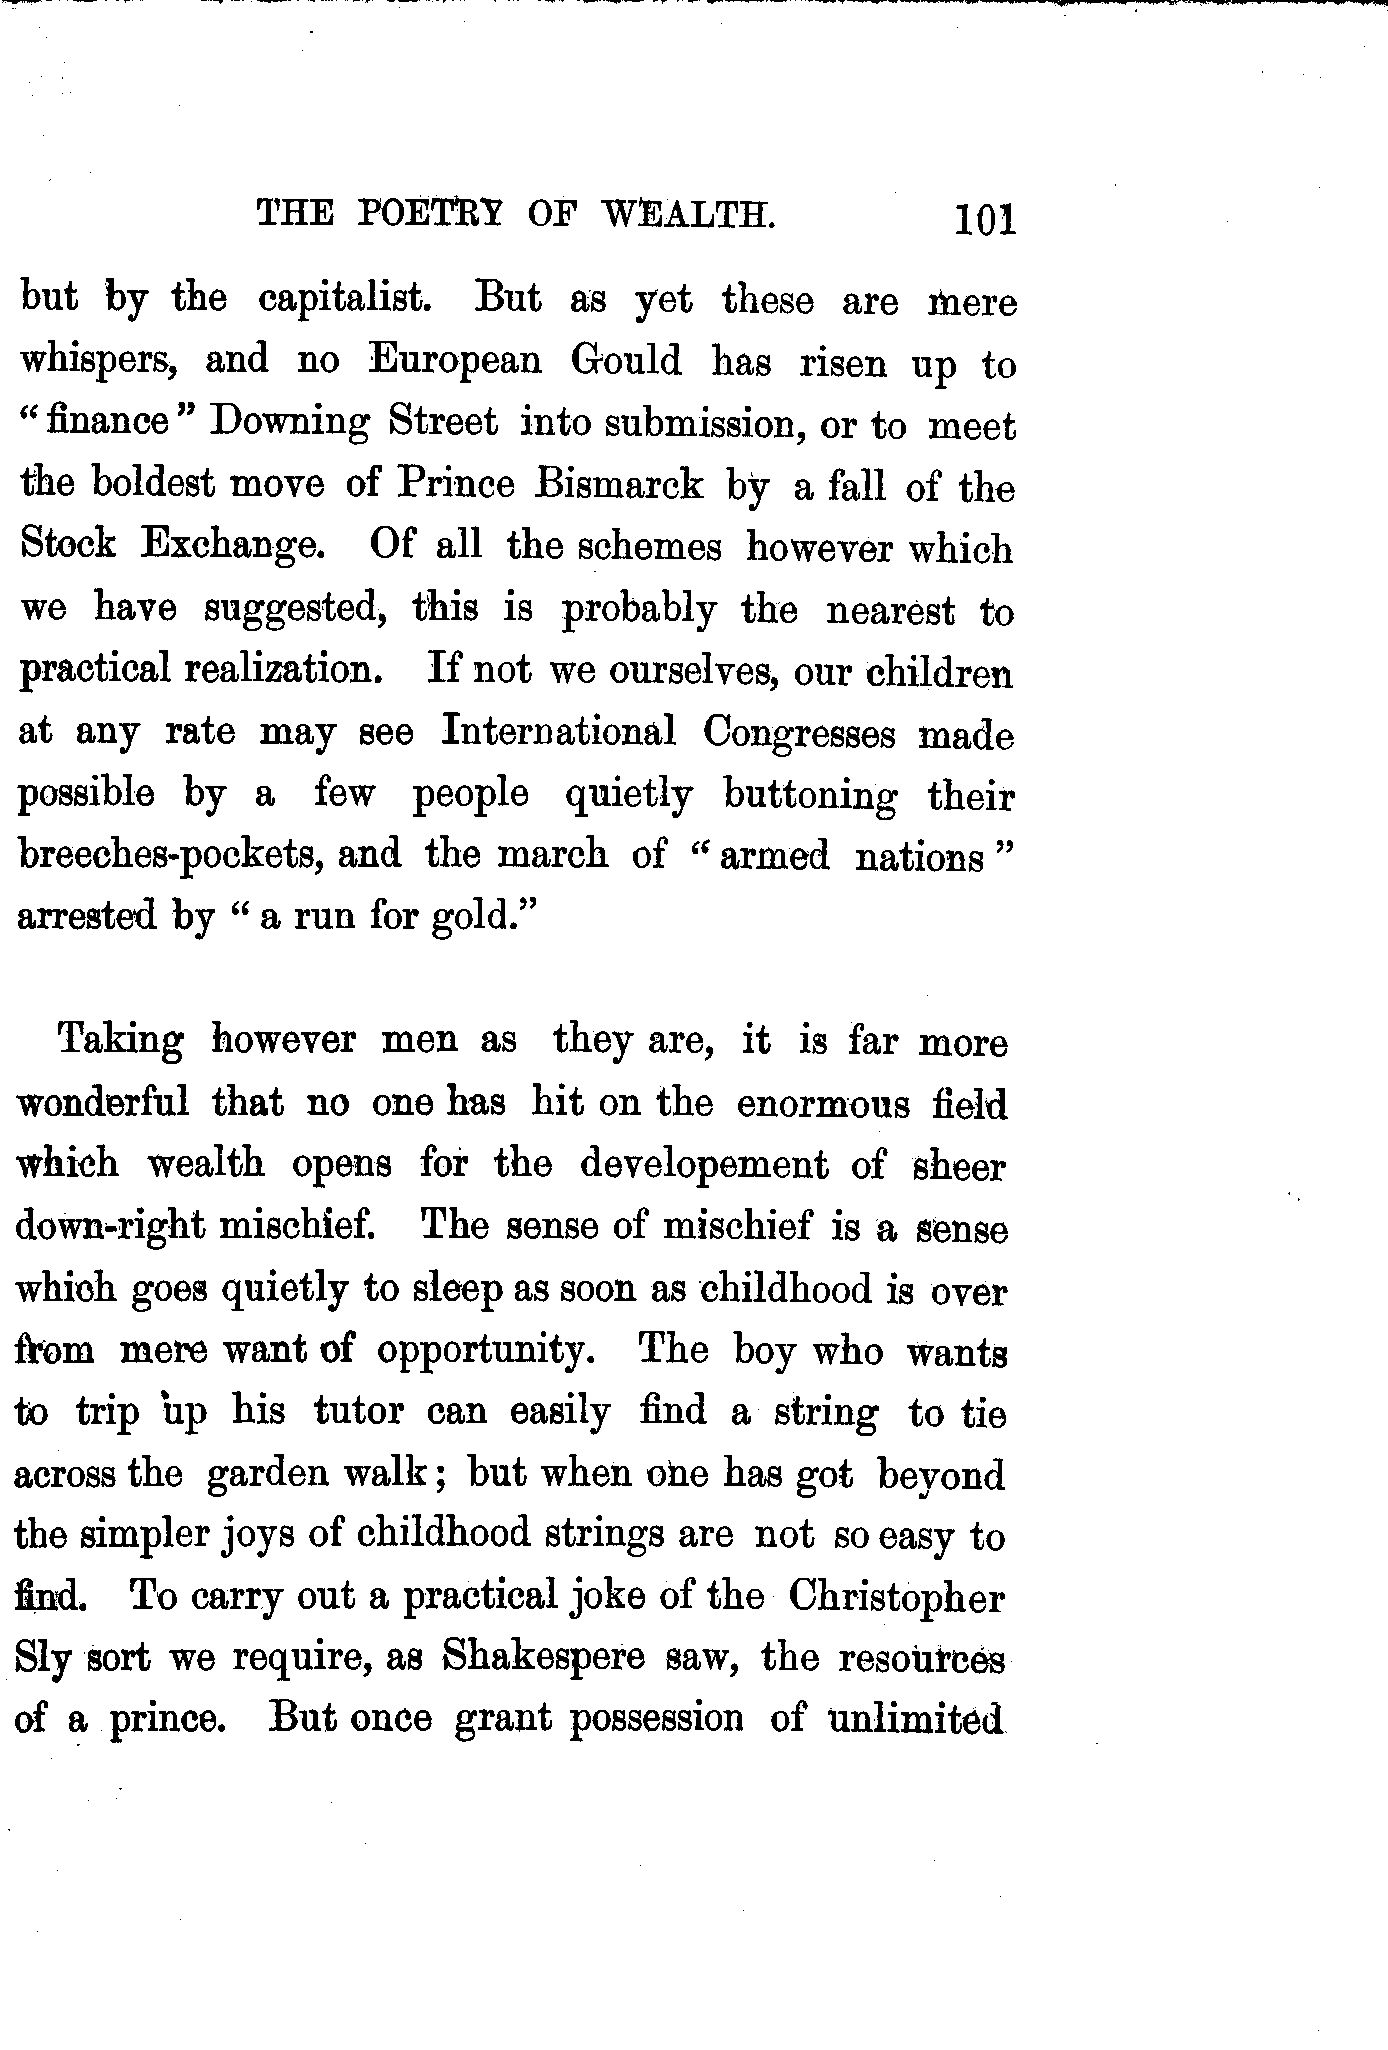 THE POETRY OF WEALTH. 101
but by the capitalist. But as yet these are mere
whispers, and no European Gould has risen up to
“finance” Downing Street into submission, or to meet
the boldest move of Prince Bismarck by a fall of the
Stock Exchange. Of all the schemes however which
we have suggested, this is probably the nearest to
practical realization. If not we ourselves, our children
at any rate may see International Congresses made
possible by a few people quietly buttoning their
breeches-pockets, and the march of “armed nations”
arrested by “a run for gold.”
Taking however men as they are, it is far more
wonderful that no one has hit on the enormous field
which wealth opens for the developement of sheer
down-right mischief. The sense of mischief is a sense
which goes quietly to sleep as soon as childhood is over
from mere want of opportunity. The boy who wants
to trip up his tutor can easily find a string to tie
across the garden walk; but when one has got beyond
the simpler joys of childhood strings are not so easy to
find. To carry out a practical joke of the Christopher
Sly sort we require, as Shakespere saw, the resources
of a prince. But once grant possession of unlimited